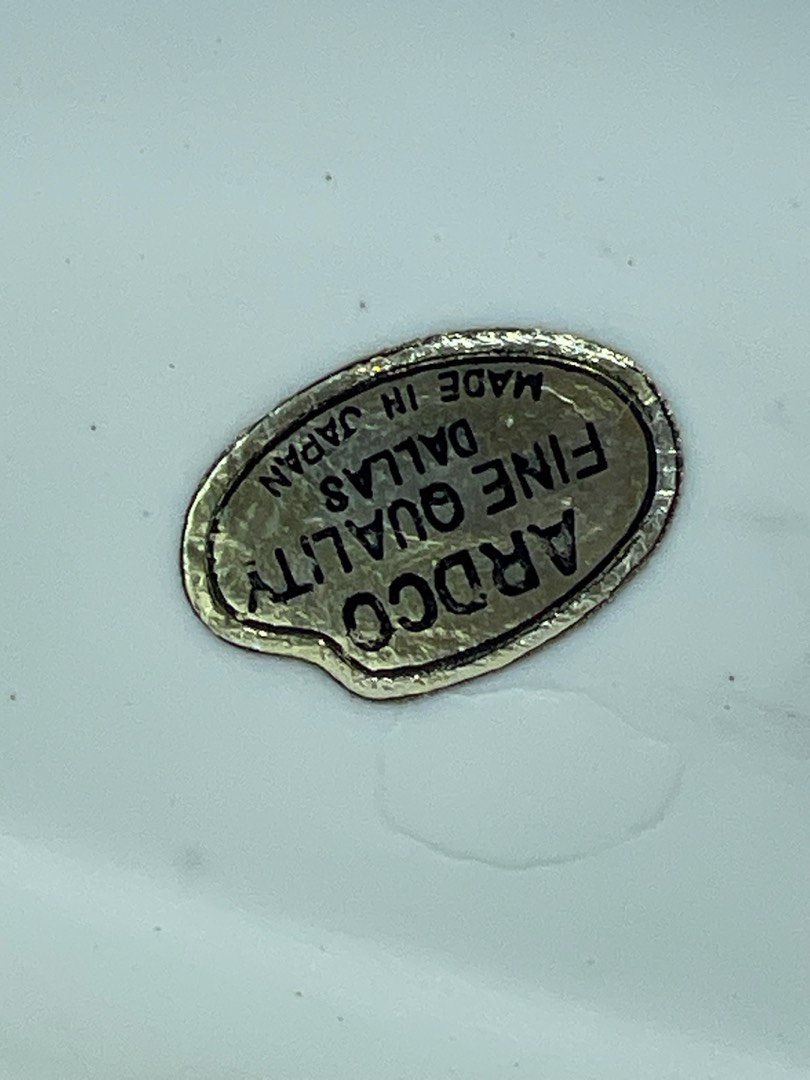 ARDCO
FINE QUALITY
DALLAS
MADE IN JAPAN